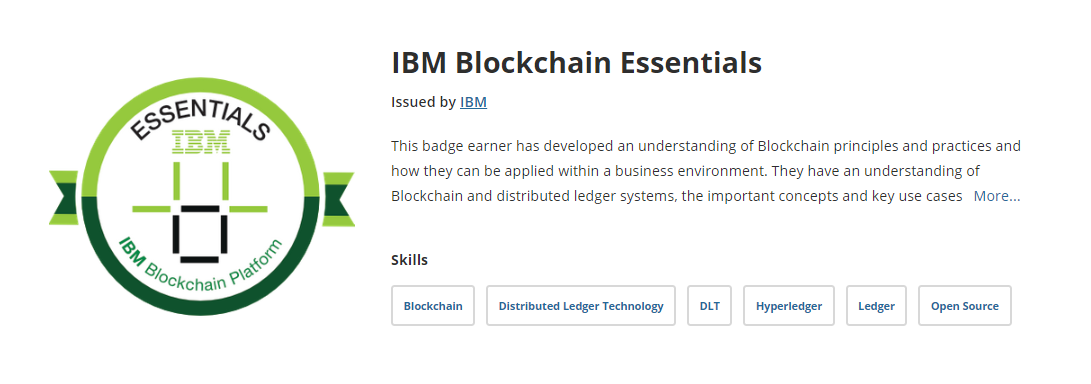 ESSENTIALS
IBM
IBM Blockchain Platform
IBM Blockchain Essentials
Issued by IBM
This badge earner has developed an understanding of Blockchain principles and practices and
how they can be applied within a business environment. They have an understanding of
Blockchain and distributed ledger systems, the important concepts and key use cases More...
Skills
Blockchain Distributed Ledger Technology DLT Hyperledger Ledger Open Source